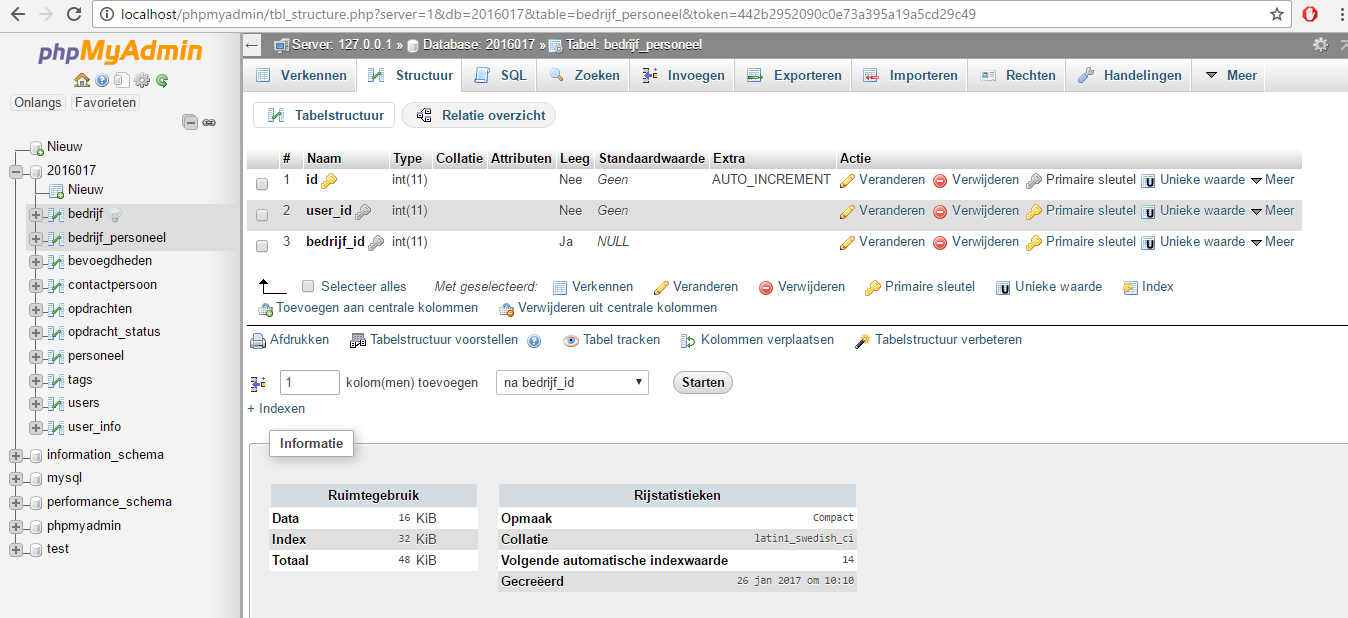 localhost/phpmyadmin/tbl_structure.php?server=1&db=2016017&table=bedrijf_personeel&token=442b2952090c0e73a395a19a5cd29c49
phpMyAdmin
Onlangs Favorieten
Nieuw
2016017
Nieuw
bedrijf
bedrijf_personeel
bevoegdheden
contactpersoon
opdrachten
opdracht_status
personeel
tags
users
user_info
information_schema
mysql
performance_schema
phpmyadmin
test
Server: 127.0.0.1 » Database: 2016017 » Tabel: bedrijf_personeel
Verkennen Structuur SQL Zoeken Invoegen Exporteren Importeren Rechten Handelingen Meer
Tabelstructuur Relatie overzicht
# Naam Type Collatie Attributen Leeg Standaardwaarde Extra Actie
1 id int(11) Nee Geen AUTO_INCREMENT Veranderen Verwijderen Primaire sleutel Unieke waarde Meer
2 user_id int(11) Nee Geen Veranderen Verwijderen Primaire sleutel Unieke waarde Meer
3 bedrijf_id int(11) Ja NULL Veranderen Verwijderen Primaire sleutel Unieke waarde Meer
Selecteer alles Met geselecteerd: Verkennen Veranderen Verwijderen Primaire sleutel Unieke waarde Index
Toevoegen aan centrale kolommen Verwijderen uit centrale kolommen
Afdrukken Tabelstructuur voorstellen Tabel tracken Kolommen verplaatsen Tabelstructuur verbeteren
1 kolom(men) toevoegen na bedrijf_id Starten
+ Indexen
Informatie
Ruimtegebruik
Data 16 KiB
Index 32 KiB
Totaal 48 KiB
Rijstatistieken
Opmaak Compact
Collatie latin1_swedish_ci
Volgende automatische indexwaarde 14
Gecreëerd 26 jan 2017 om 10:10